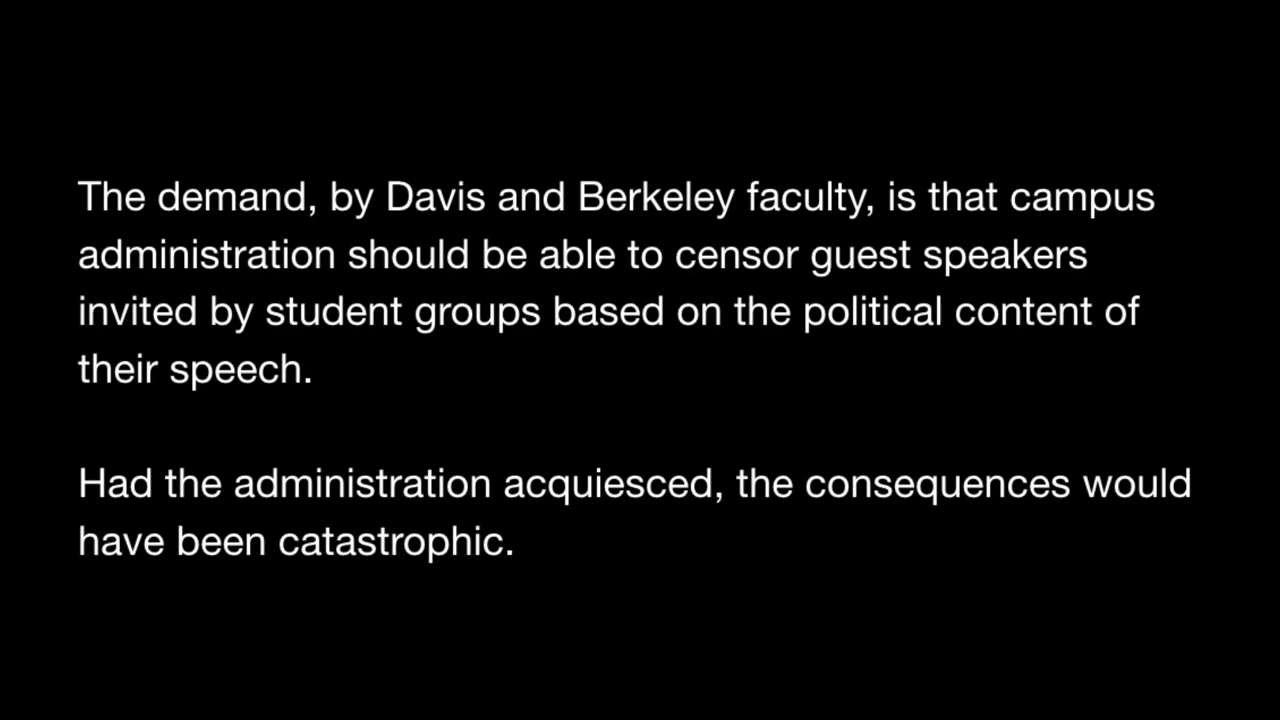 The demand, by Davis and Berkeley faculty, is that campus
administration should be able to censor guest speakers
invited by student groups based on the political content of
their speech.
Had the administration acquiesced, the consequences would
have been catastrophic.